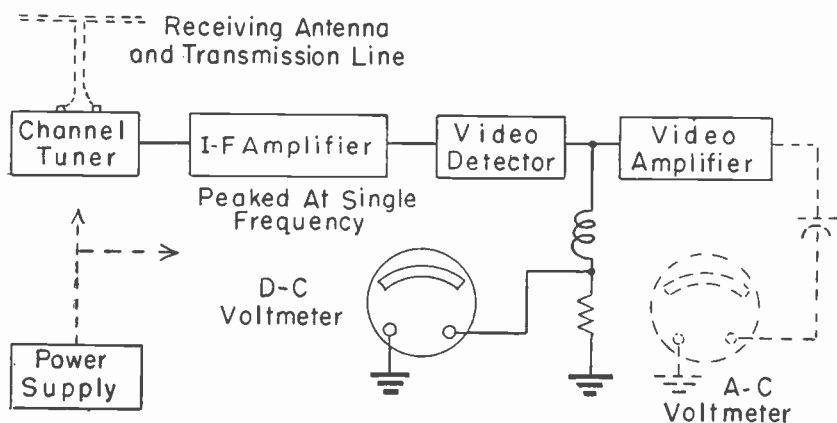 Receiving Antenna
and Transmission Line
Channel
Tuner
I-F Amplifier
Peaked At Single
Frequency
Video
Detector
Video
Amplifier
D-C
Voltmeter
Power
Supply
A-C
Voltmeter